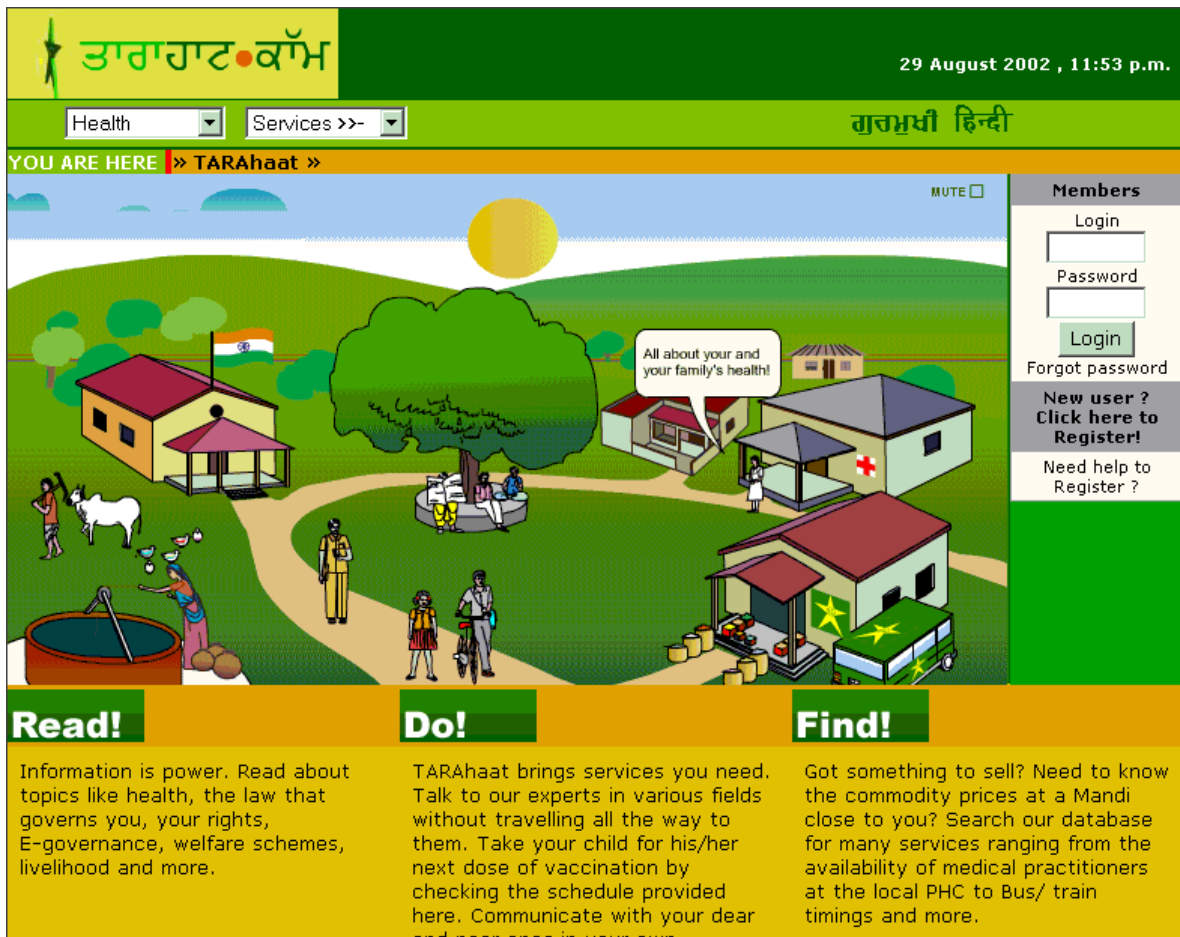 ਤਾਰਾਹਾਟ•ਕਾੱਮ
29 August 2002 , 11:53 p.m.
Health
Services >>-
ਗੁਰਮੁਖੀ हिन्दी
YOU ARE HERE » TARAhaat »
MUTE
All about your and
your family's health!
Members
Login
Password
Login
Forgot password
New user ?
Click here to
Register!
Need help to
Register ?
Read!
Information is power. Read about
topics like health, the law that
governs you, your rights,
E-governance, welfare schemes,
livelihood and more.
Do!
TARAhaat brings services you need.
Talk to our experts in various fields
without travelling all the way to
them. Take your child for his/her
next dose of vaccination by
checking the schedule provided
here. Communicate with your dear
and near ones in your own
Find!
Got something to sell? Need to know
the commodity prices at a Mandi
close to you? Search our database
for many services ranging from the
availability of medical practitioners
at the local PHC to Bus/ train
timings and more.